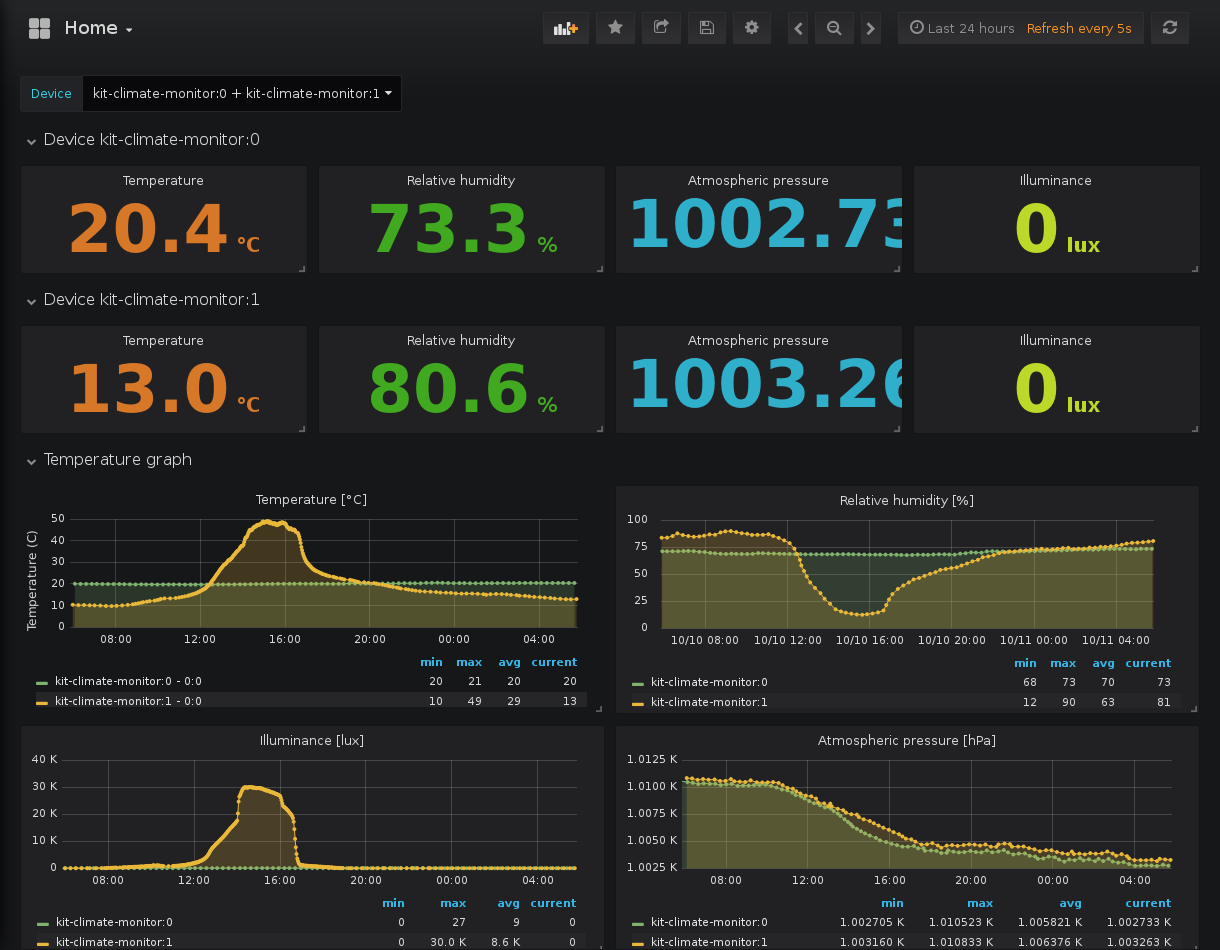 Home
Last 24 hours Refresh every 5s
Device kit-climate-monitor:0 + kit-climate-monitor:1
Device kit-climate-monitor:0
Temperature Relative humidity Atmospheric pressure Illuminance
20.4 °C 73.3 % 1002.73 0 lux
Device kit-climate-monitor:1
Temperature Relative humidity Atmospheric pressure Illuminance
13.0 °C 80.6 % 1003.26 0 lux
Temperature graph
Temperature [°C]
Temperature (C)
50
40
30
20
10
0
08:00 12:00 16:00 20:00 00:00 04:00
min max avg current
kit-climate-monitor:0 - 0:0 20 21 20 20
kit-climate-monitor:1 - 0:0 10 49 29 13
Relative humidity [%]
100
75
50
25
0
10/10 08:00 10/10 12:00 10/10 16:00 10/10 20:00 10/11 00:00 10/11 04:00
min max avg current
kit-climate-monitor:0 68 73 70 73
kit-climate-monitor:1 12 90 63 81
Illuminance [lux]
40 K
30 K
20 K
10 K
0
08:00 12:00 16:00 20:00 00:00 04:00
min max avg current
kit-climate-monitor:0 0 27 9 0
kit-climate-monitor:1 0 30.0 K 8.6 K 0
Atmospheric pressure [hPa]
1.0125 K
1.0100 K
1.0075 K
1.0050 K
1.0025 K
08:00 12:00 16:00 20:00 00:00 04:00
min max avg current
kit-climate-monitor:0 1.002705 K 1.010523 K 1.005821 K 1.002733 K
kit-climate-monitor:1 1.003160 K 1.010833 K 1.006376 K 1.003263 K